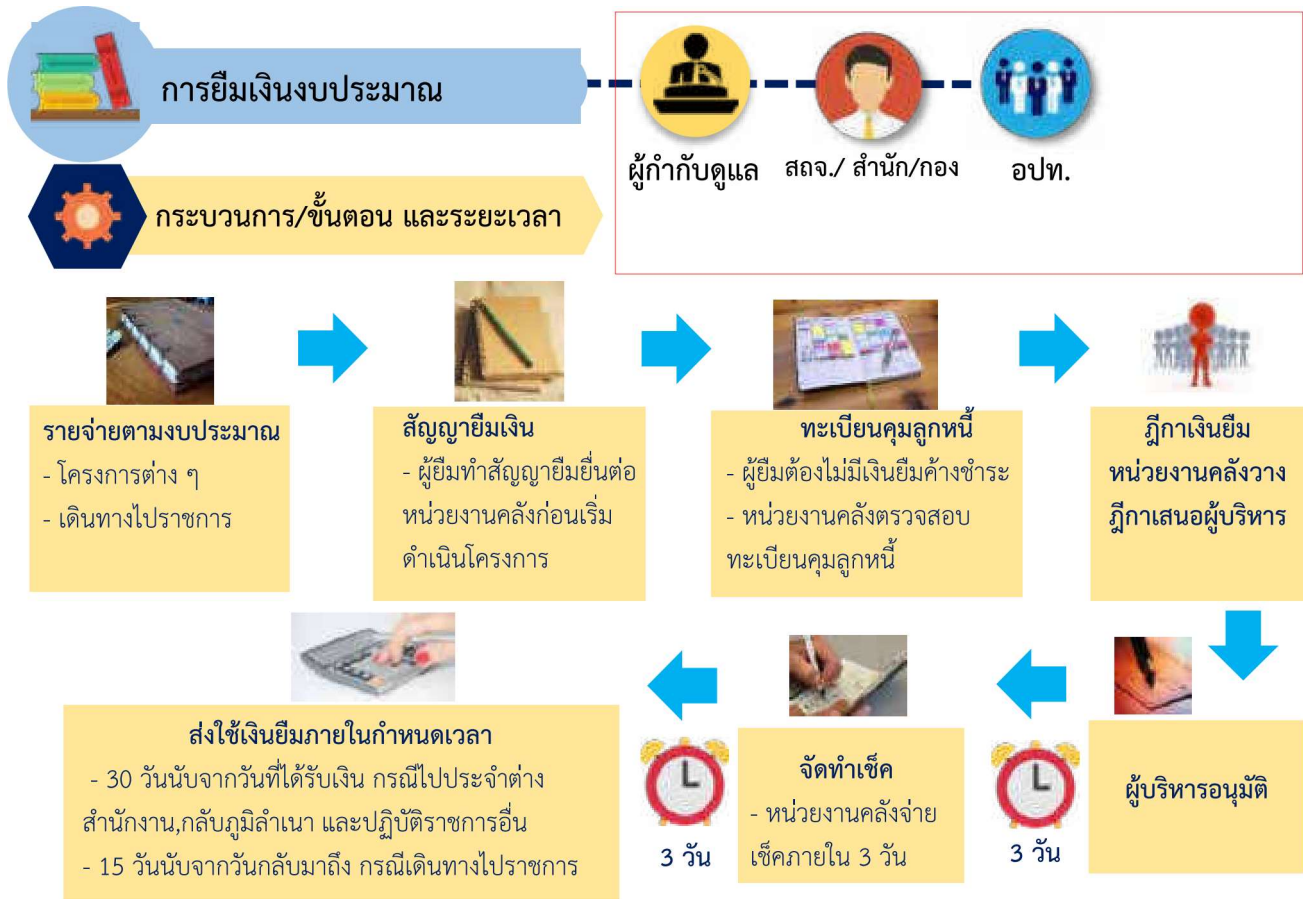 การยืมเงินงบประมาณ
ผู้กำกับดูแล
สถจ./ สำนัก/กอง
อปท.
กระบวนการ/ขั้นตอน และระยะเวลา
รายจ่ายตามงบประมาณ
- โครงการต่าง ๆ
- เดินทางไปราชการ
สัญญายืมเงิน
- ผู้ยืมทำสัญญายืมยื่นต่อ
หน่วยงานคลังก่อนเริ่ม
ดำเนินโครงการ
ทะเบียนคุมลูกหนี้
- ผู้ยืมต้องไม่มีเงินยืมค้างชำระ
- หน่วยงานคลังตรวจสอบ
ทะเบียนคุมลูกหนี้
ฎีกาเงินยืม
หน่วยงานคลังวาง
ฎีกาเสนอผู้บริหาร
ผู้บริหารอนุมัติ
3 วัน
จัดทำเช็ค
- หน่วยงานคลังจ่าย
เช็คภายใน 3 วัน
3 วัน
ส่งใช้เงินยืมภายในกำหนดเวลา
- 30 วันนับจากวันที่ได้รับเงิน กรณีไปประจำต่าง
สำนักงาน,กลับภูมิลำเนา และปฏิบัติราชการอื่น
- 15 วันนับจากวันกลับมาถึง กรณีเดินทางไปราชการ